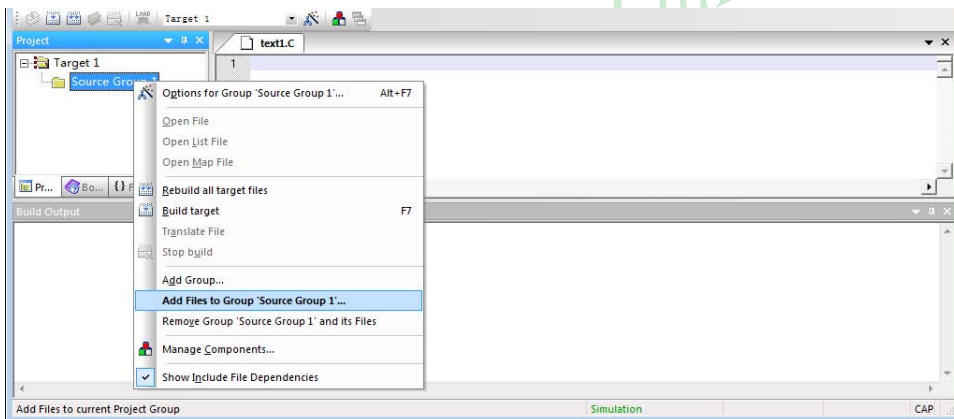 LOAD
Target 1
Project
text1.C
Target 1
1
Source Group 1
Options for Group 'Source Group 1'... Alt+F7
Open File
Open List File
Open Map File
Rebuild all target files
Build target F7
Translate File
Stop build
Add Group...
Add Files to Group 'Source Group 1'...
Remove Group 'Source Group 1' and its Files
Manage Components...
Show Include File Dependencies
Pr... Bo... {} F
Build Output
Add Files to current Project Group Simulation CAP